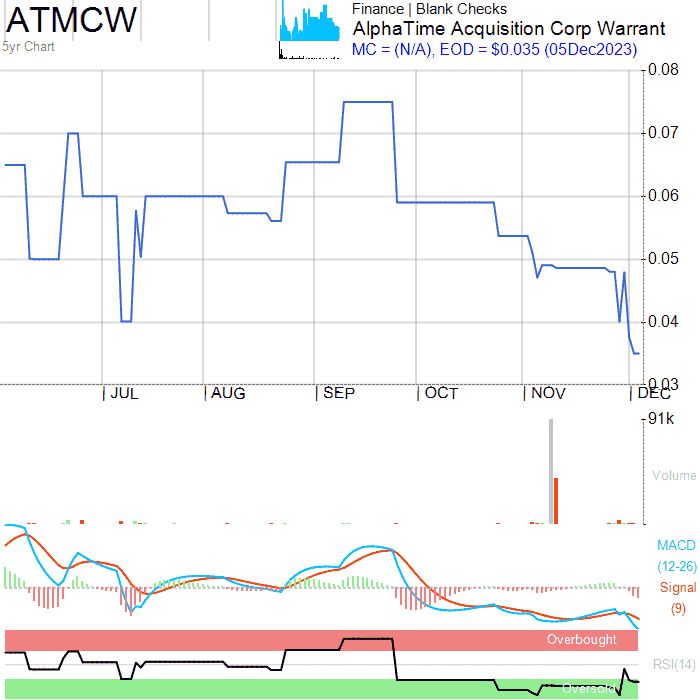 ATMCW
5yr Chart
Finance | Blank Checks
AlphaTime Acquisition Corp Warrant
MC = (N/A), EOD = $0.035 (05Dec2023)
0.08
0.07
0.06
0.05
0.04
0.03
JUL AUG SEP OCT NOV DEC
91k
Volume
MACD
(12-26)
Signal
(9)
Overbought
RSI(14)
Oversold